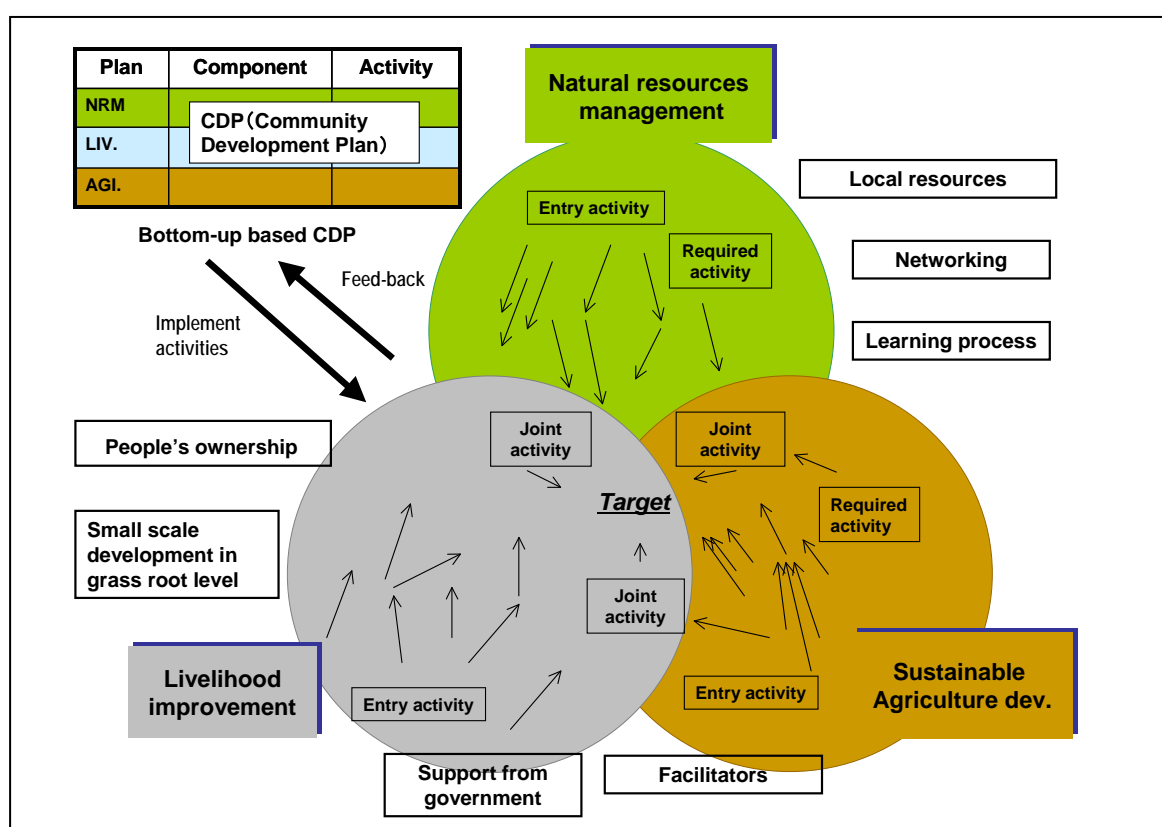 Plan Component Activity
NRM
LIV.
AGI.
CDP（Community
Development Plan）
Bottom-up based CDP
Feed-back
Implement
activities
Natural resources
management
Local resources
Networking
Learning process
Entry activity
Required
activity
People’s ownership
Small scale
development in
grass root level
Joint
activity
Joint
activity
Target
Required
activity
Joint
activity
Livelihood
improvement
Entry activity
Entry activity
Sustainable
Agriculture dev.
Support from
government
Facilitators